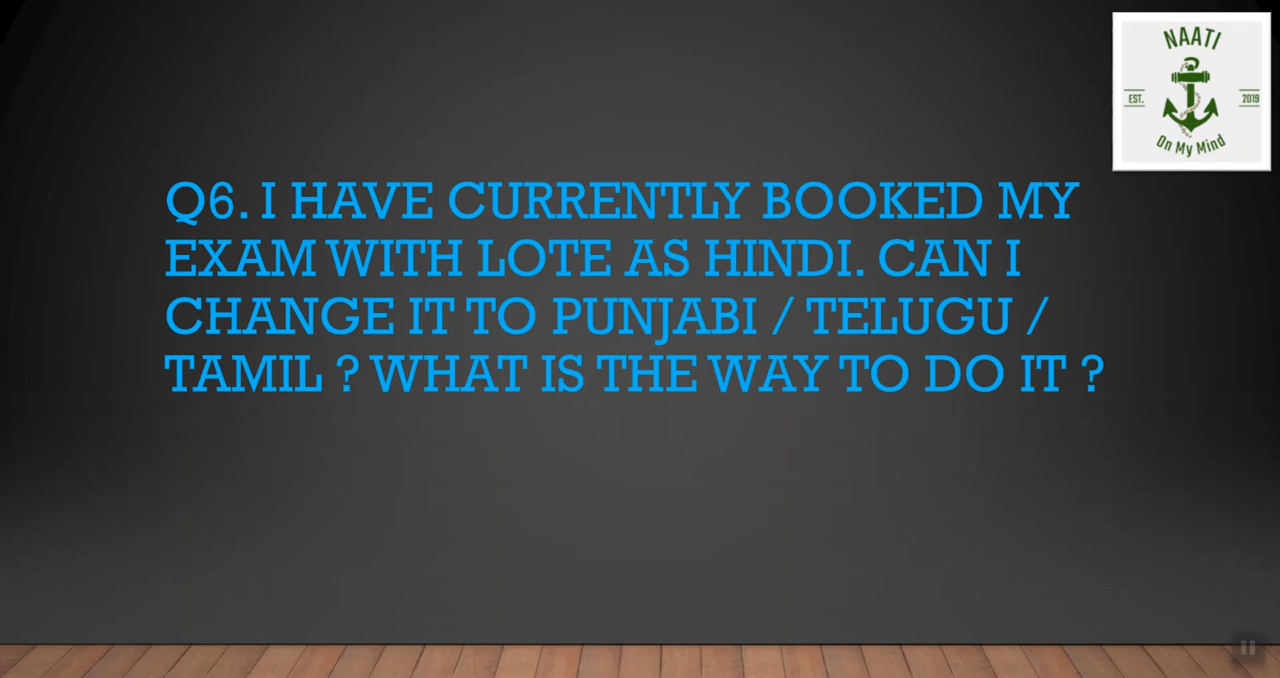 NAATI
EST. 2019
On My Mind
Q6. I HAVE CURRENTLY BOOKED MY
EXAM WITH LOTE AS HINDI. CAN I
CHANGE IT TO PUNJABI / TELUGU /
TAMIL ? WHAT IS THE WAY TO DO IT ?